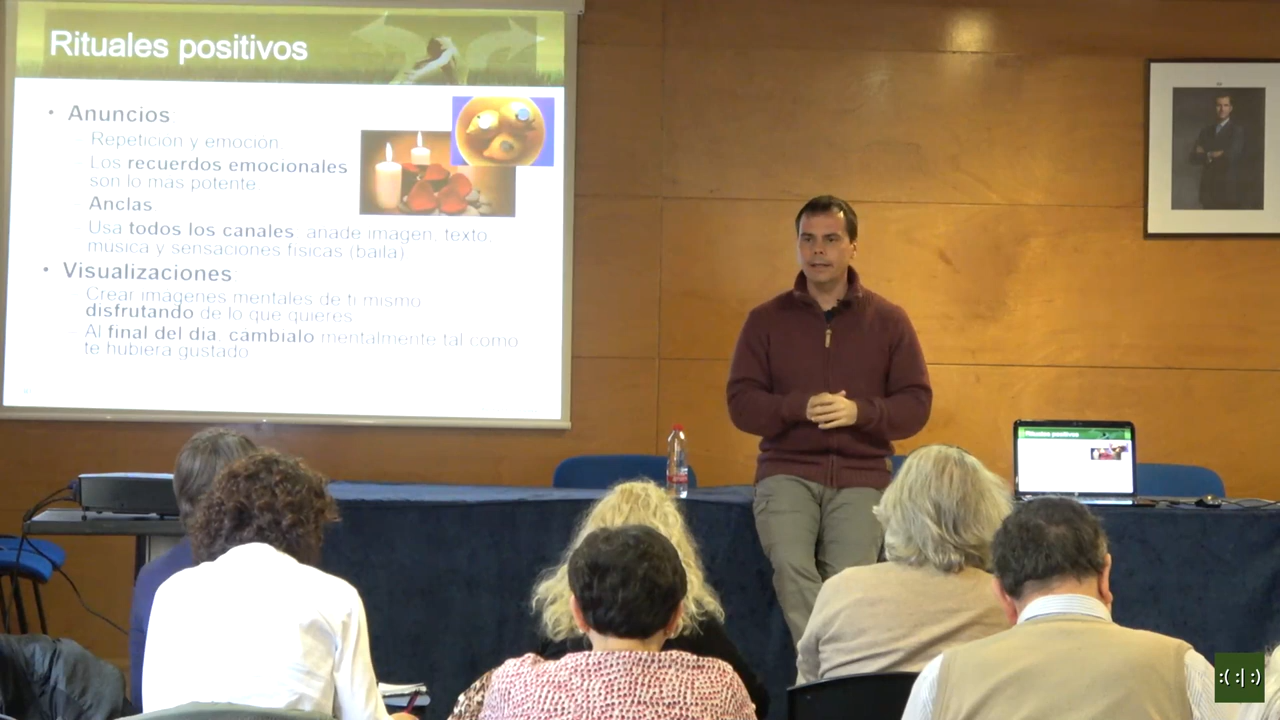 Rituales positivos
• Anuncios
Repeticion y emocion.
Los recuerdos emocionales
son lo mas potente
Anclas
Usa todos los canales, añade imagen, texto,
musica y sensaciones fisicas (baila)
• Visualizaciones:
Crear imagenes mentales de ti mismo
disfrutando de lo que quieres
Al final del dia, cambialo mentalmente tal como
te hubiera gustado
Rituales positivos
:( :| :)